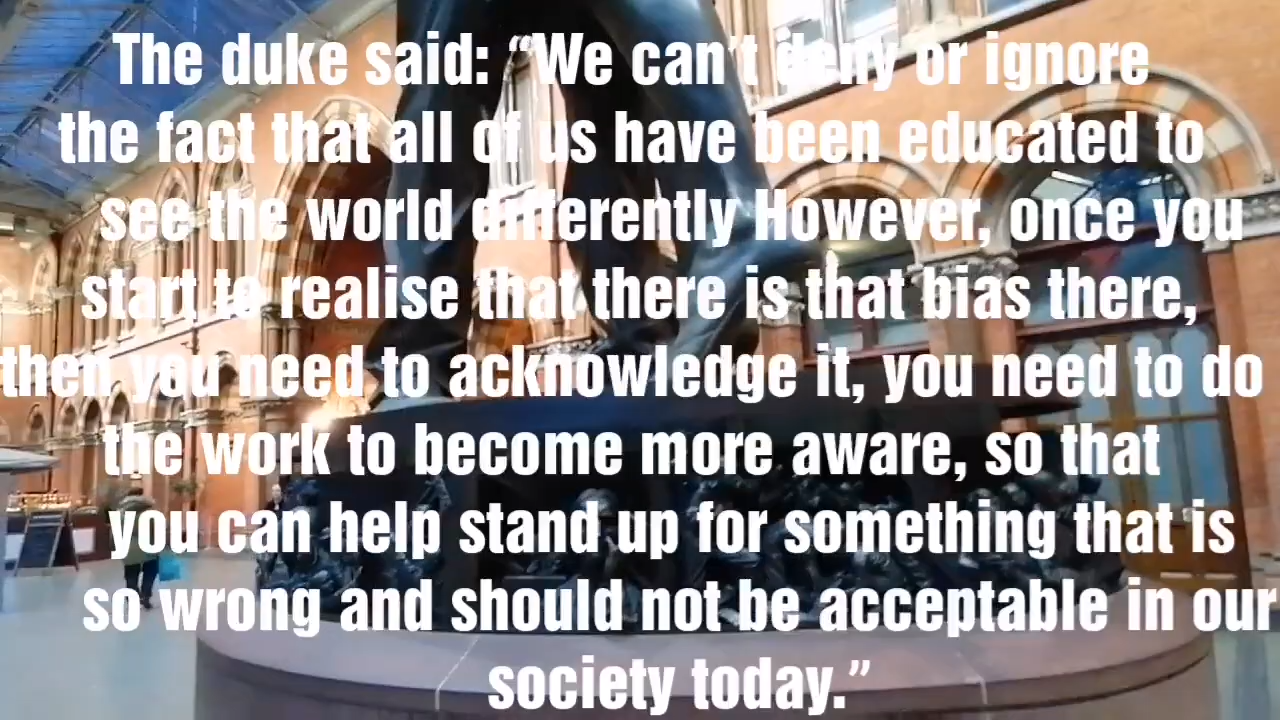 The duke said: “We can’t deny or ignore
the fact that all of us have been educated to
see the world differently However, once you
start to realise that there is that bias there,
then you need to acknowledge it, you need to do
the work to become more aware, so that
you can help stand up for something that is
so wrong and should not be acceptable in our
society today.”